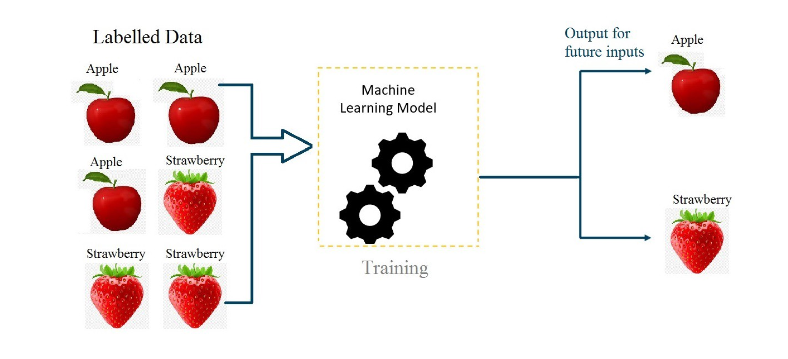 Labelled Data
Apple
Apple
Apple
Strawberry
Strawberry
Strawberry
Machine
Learning Model
Training
Output for
future inputs
Apple
Strawberry